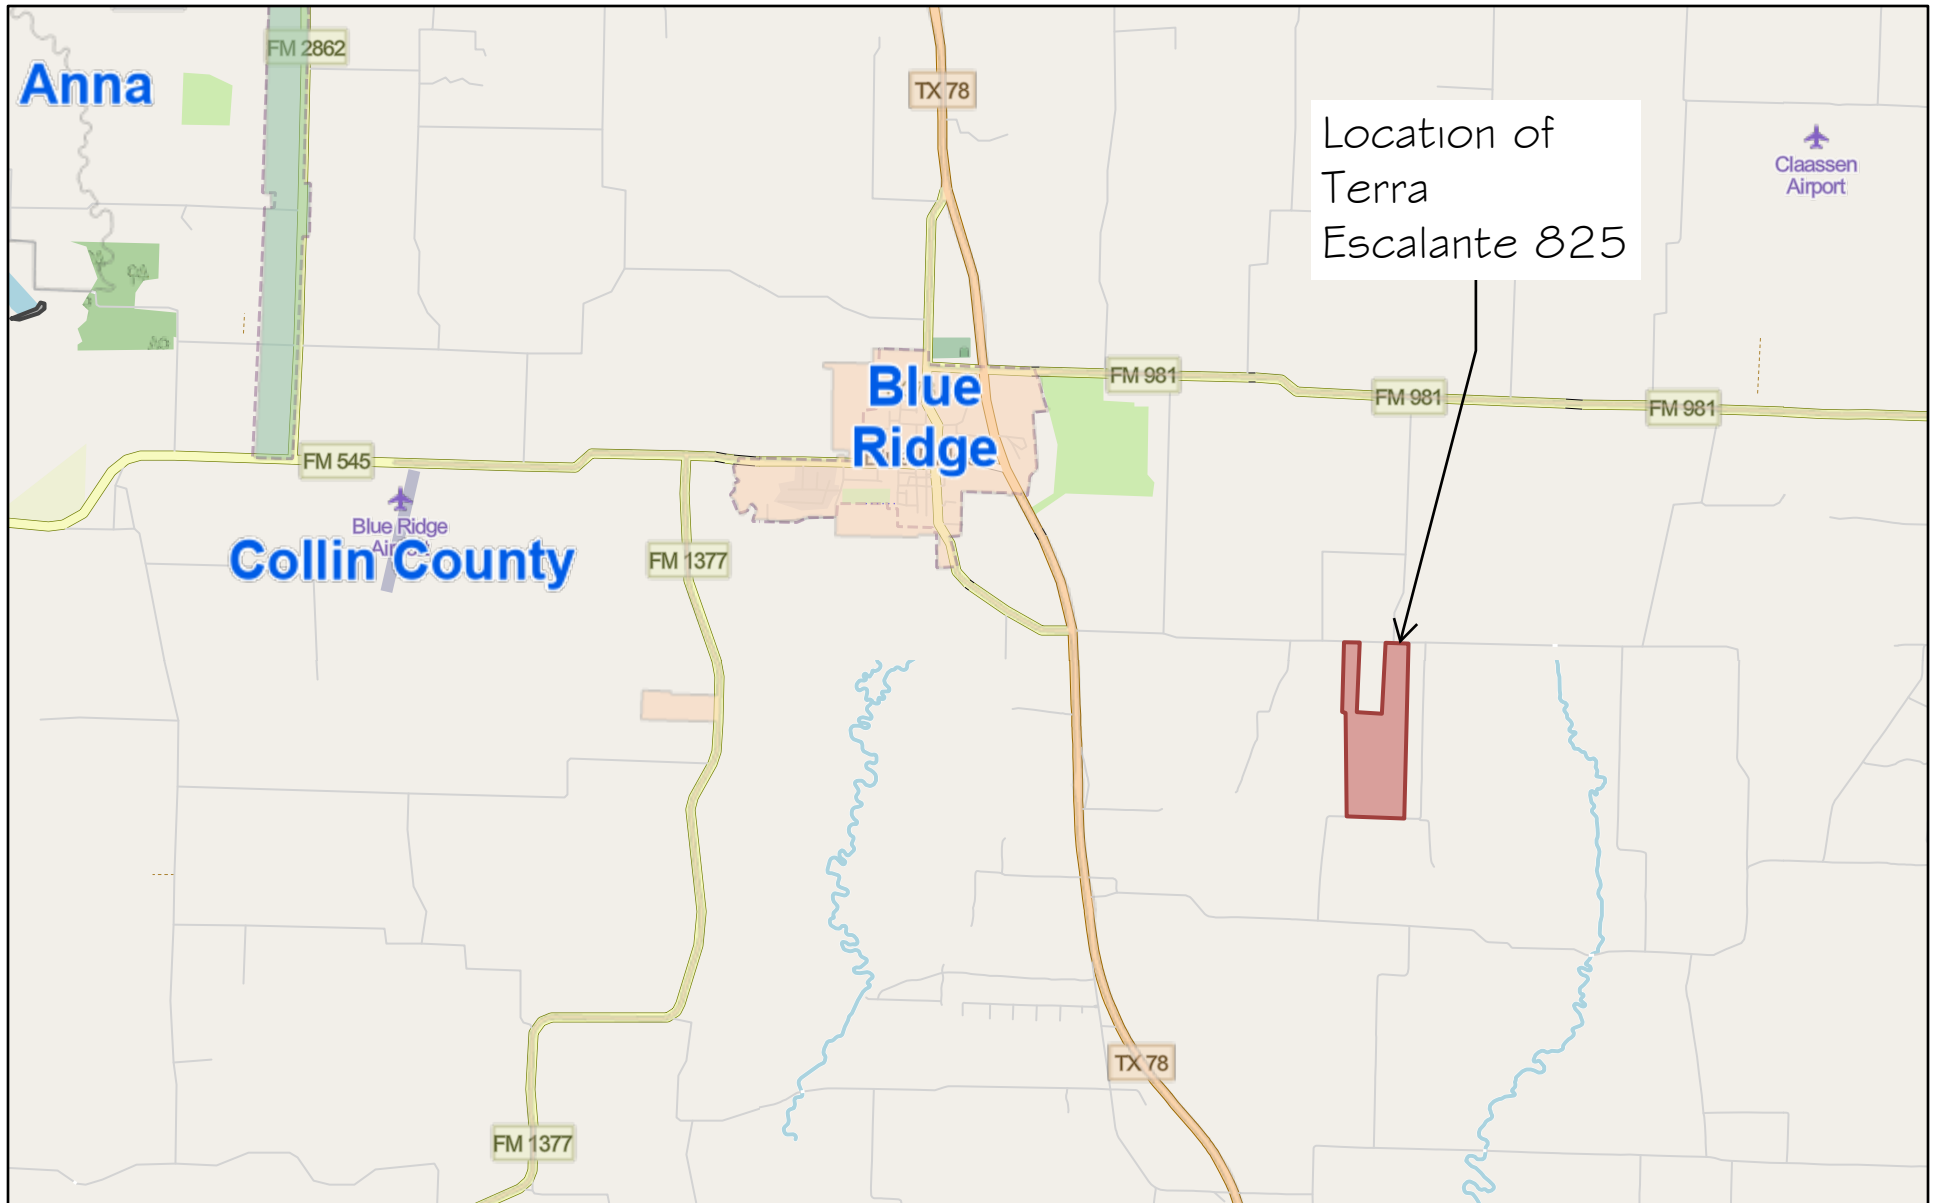 FM 2862
Anna
TX 78
Location of
Terra
Escalante 825
Claassen
Airport
Blue
Ridge
FM 981
FM 981
FM 981
FM 545
Blue Ridge
Airport
Collin County
FM 1377
TX 78
FM 1377